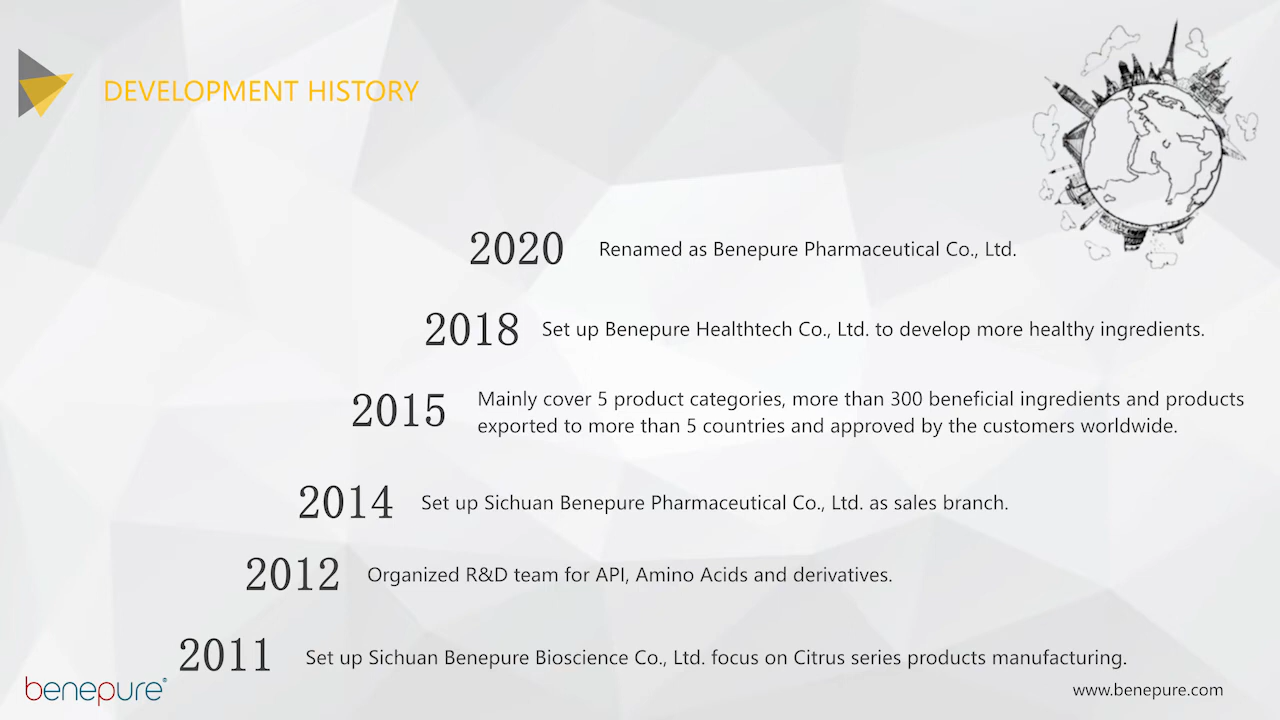 DEVELOPMENT HISTORY
2020 Renamed as Benepure Pharmaceutical Co., Ltd.
2018 Set up Benepure Healthtech Co., Ltd. to develop more healthy ingredients.
2015 Mainly cover 5 product categories, more than 300 beneficial ingredients and products
exported to more than 5 countries and approved by the customers worldwide.
2014 Set up Sichuan Benepure Pharmaceutical Co., Ltd. as sales branch.
2012 Organized R&D team for API, Amino Acids and derivatives.
2011 Set up Sichuan Benepure Bioscience Co., Ltd. focus on Citrus series products manufacturing.
benepure®
www.benepure.com